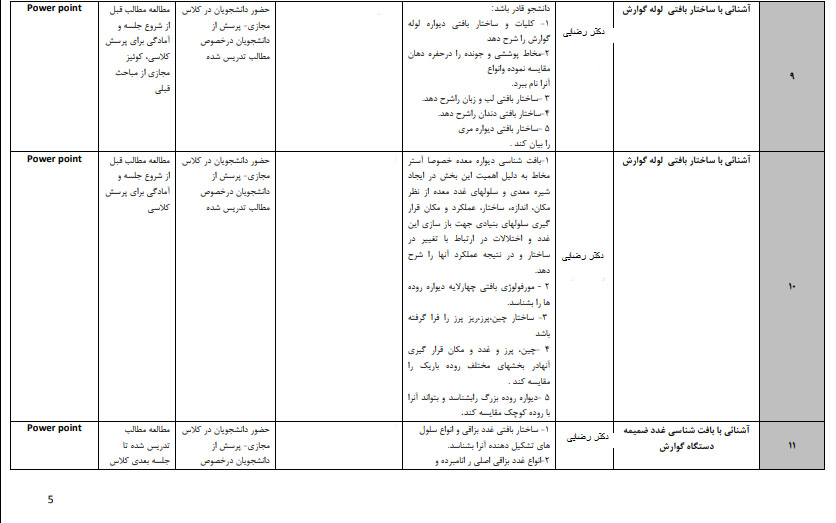 ۹
آشنائی با ساختار بافتی لوله گوارش
دکتر رضایی
دانشجو قادر باشد:
۱- کلیات و ساختار بافتی دیواره لوله
گوارش را شرح دهد
۲-مخاط پوششی و جونده را درحفره دهان
مقایسه نموده وانواع
آنرا نام ببرد.
۳ -ساختار بافتی لب و زبان راشرح دهد.
۴-ساختار بافتی دندان راشرح دهد.
۵ -ساختار بافتی دیواره مری
را بیان کند .
حضور دانشجویان در کلاس
مجازی- پرسش از
دانشجویان درخصوص
مطالب تدریس شده
مطالعه مطالب قبل
از شروع جلسه و
آمادگی برای پرسش
کلاسی، کوئیز
مجازی از مباحث
قبلی
Power point
۱۰
آشنائی با ساختار بافتی لوله گوارش
دکتر رضایی
۱-بافت شناسی دیواره معده خصوصا آستر
مخاط به دلیل اهمیت این بخش در ایجاد
شیره معدی و سلولهای غدد معده از نظر
مکان، اندازه، ساختار، عملکرد و مکان قرار
گیری سلولهای بنیادی جهت باز سازی این
غدد و اختلالات در ارتباط با تغییر در
ساختار و در نتیجه عملکرد آنها را شرح
دهد.
۲ - مورفولوژی بافتی چهارلایه دیواره روده
ها را بشناسد.
۳- ساختار چین،پرز،ریز پرز را فرا گرفته
باشد
۴ -چین، پرز و غدد و مکان قرار گیری
آنهادر بخشهای مختلف روده باریک را
مقایسه کند .
۵ -دیواره روده بزرگ رابشناسد و بتواند آنرا
با روده کوچک مقایسه کند.
حضور دانشجویان در کلاس
مجازی- پرسش از
دانشجویان درخصوص
مطالب تدریس شده
مطالعه مطالب قبل
از شروع جلسه و
آمادگی برای پرسش
کلاسی
Power point
۱۱
آشنائی با بافت شناسی غدد ضمیمه
دستگاه گوارش
دکتر رضایی
۱- ساختار بافتی غدد بزاقی و انواع سلول
های تشکیل دهنده آنرا بشناسد.
۲-انواع غدد بزاقی اصلی را نامبرده و
حضور دانشجویان در کلاس
مجازی- پرسش از
دانشجویان درخصوص
مطالعه مطالب
تدریس شده تا
جلسه بعدی کلاس
Power point
5